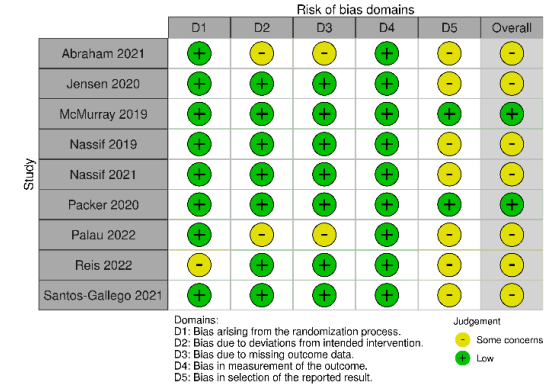 Risk of bias domains
D1 D2 D3 D4 D5 Overall
Study
Abraham 2021 + - - + - -
Jensen 2020 + + + + - -
McMurray 2019 + + + + + +
Nassif 2019 + + + + - -
Nassif 2021 + + + + - -
Packer 2020 + + + + + +
Palau 2022 + - - + - -
Reis 2022 - + + + - -
Santos-Gallego 2021 + + + + - -
Domains:
D1: Bias arising from the randomization process.
D2: Bias due to deviations from intended intervention.
D3: Bias due to missing outcome data.
D4: Bias in measurement of the outcome.
D5: Bias in selection of the reported result.
Judgement
- Some concerns
+ Low